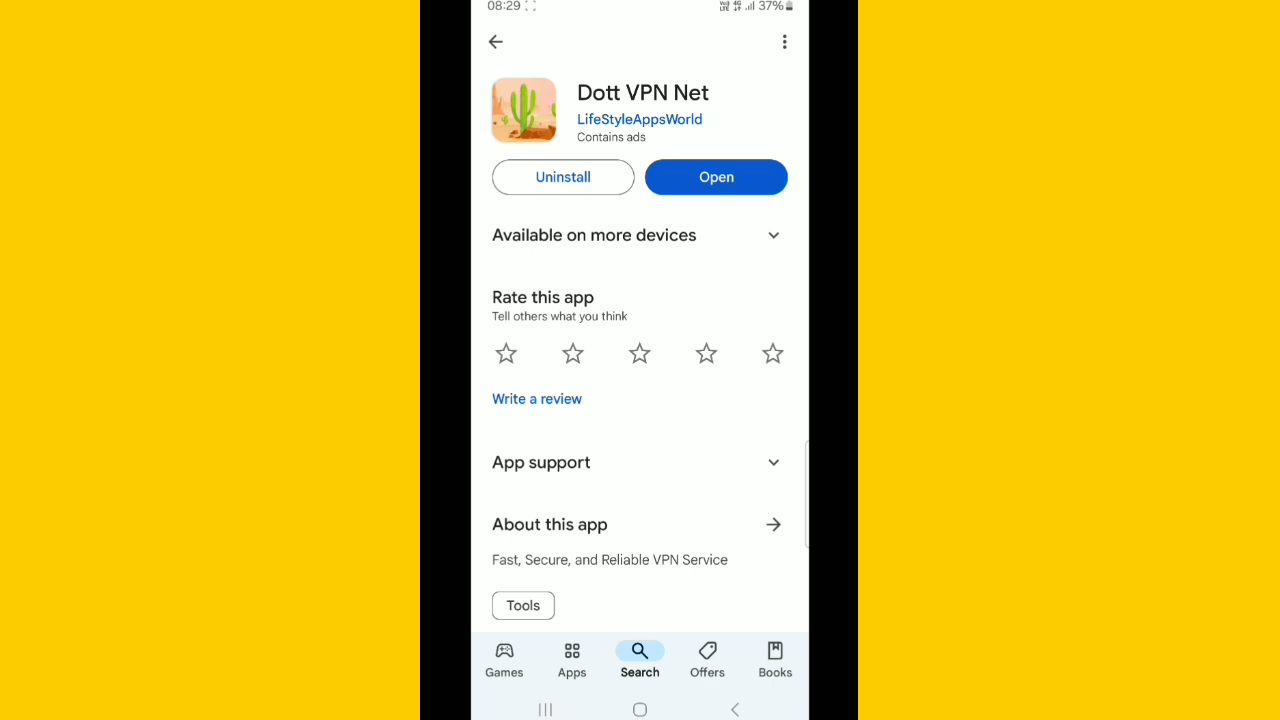 08:29
37%
Dott VPN Net
LifeStyleAppsWorld
Contains ads
Uninstall
Open
Available on more devices
Rate this app
Tell others what you think
Write a review
App support
About this app
Fast, Secure, and Reliable VPN Service
Tools
Games
Apps
Search
Offers
Books